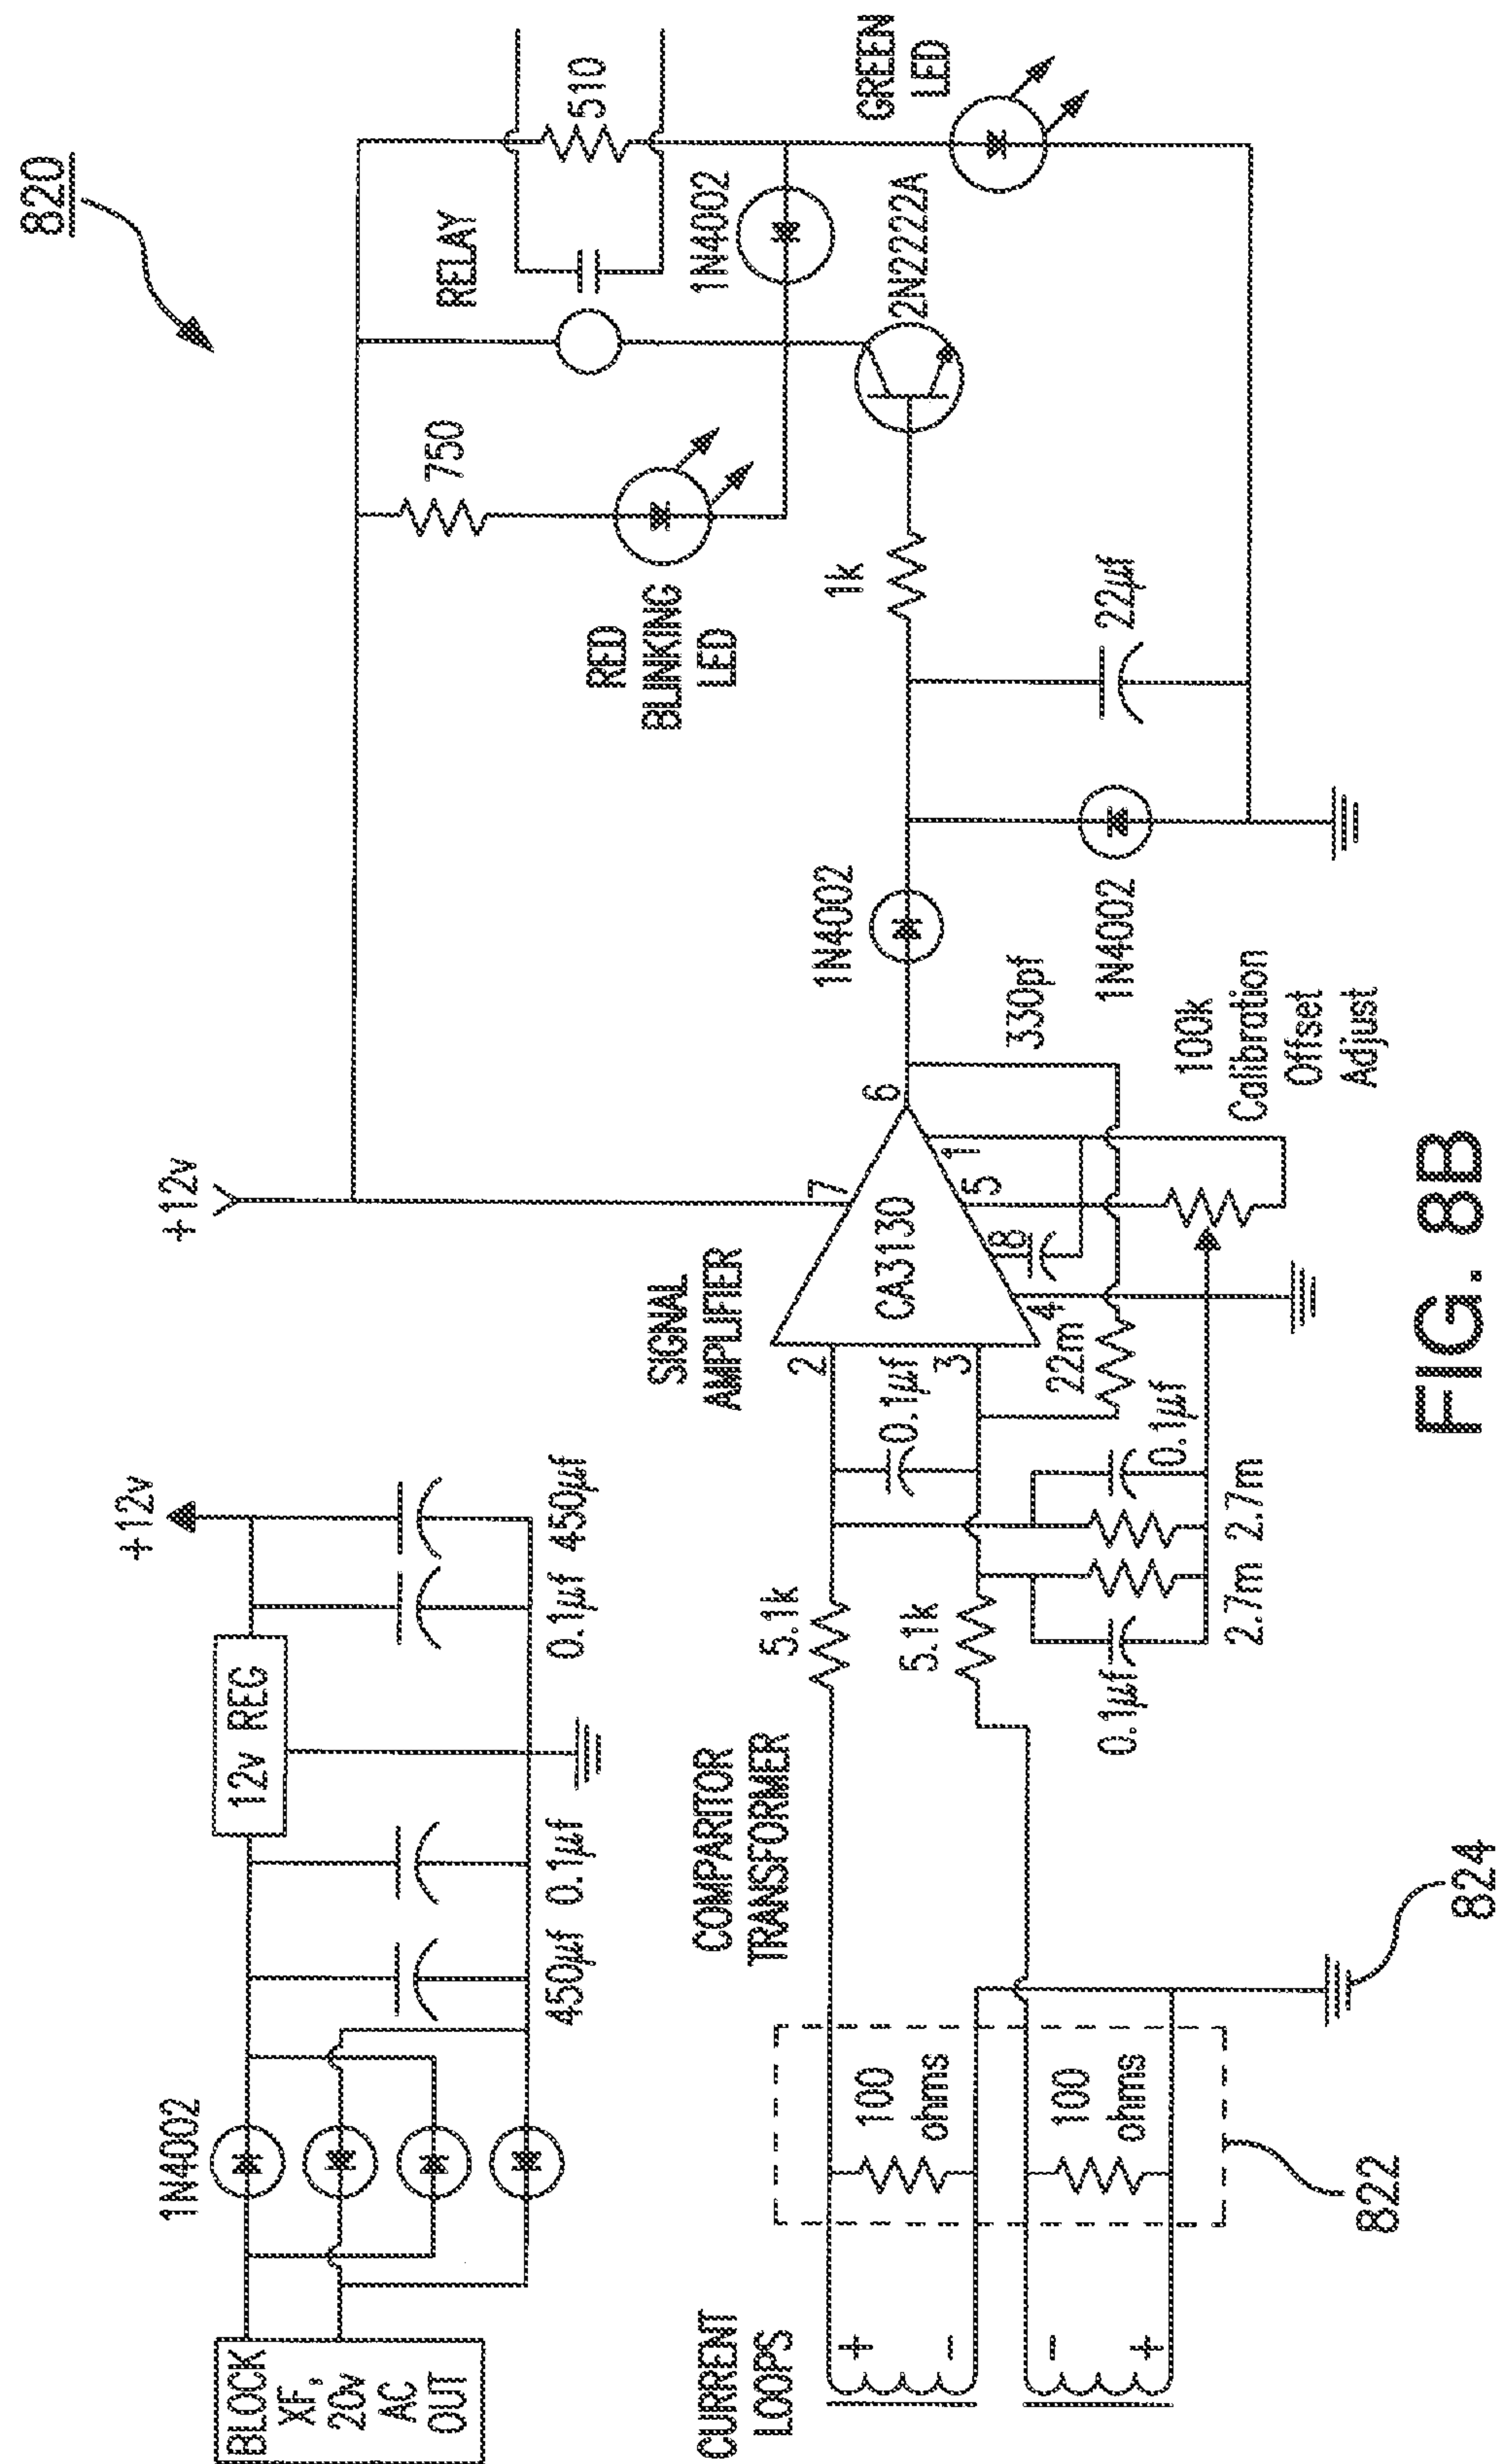 820
BLOCK
XF,
20v
AC
OUT
1N4002
450µf 0.1µf
12v REG
0.1µf 450µf
+12v
+12v
RELAY
750
510
RED
BLINKING
LED
1N4002
GREEN
LED
2N2222A
1k
22µf
1N4002
1N4002
SIGNAL
AMPLIFIER
CA3130
2
3
7
6
4
8
5
1
330pf
22m
0.1µf
0.1µf
100k
Calibration
Offset
Adjust
COMPARITOR
TRANSFORMER
5.1k
5.1k
0.1µf
2.7m 2.7m
CURRENT
LOOPS
+
-
-
+
100
ohms
100
ohms
822
824
FIG. 8B